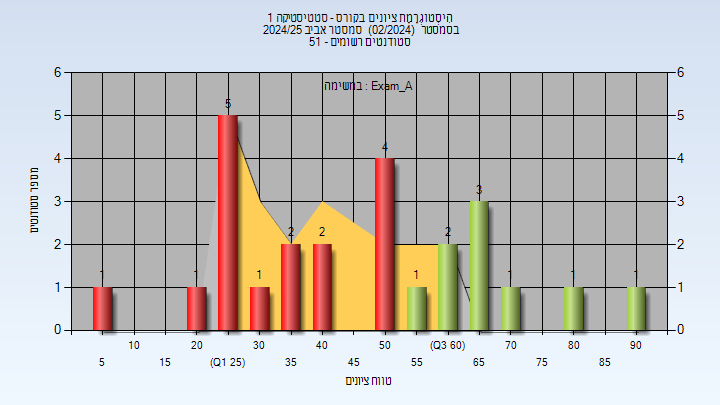 הִיסְטוֹגְרָמַת ציונים בקורס - סטטיסטיקה 1
בסמסטר (02/2024) סמסטר אביב 2024/25
סטודנטים רשומים - 51
במשימה : Exam_A
מספר סטודנטים
6 6
5 5
4 4
3 3
2 2
1 1
0 0
1 1 5 1 2 2 4 1 2 3 1 1 1
10 20 30 40 50 (Q3 60) 70 80 90
5 15 (Q1 25) 35 45 55 65 75 85
טווח ציונים